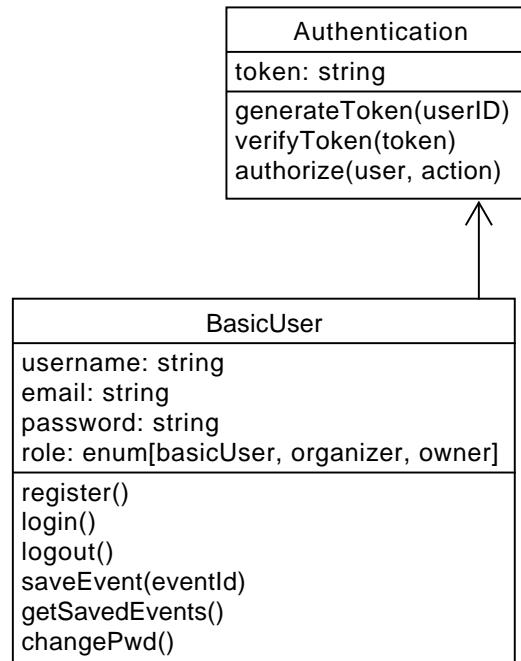 Authentication
token: string
generateToken(userID)
verifyToken(token)
authorize(user, action)
BasicUser
username: string
email: string
password: string
role: enum[basicUser, organizer, owner]
register()
login()
logout()
saveEvent(eventId)
getSavedEvents()
changePwd()